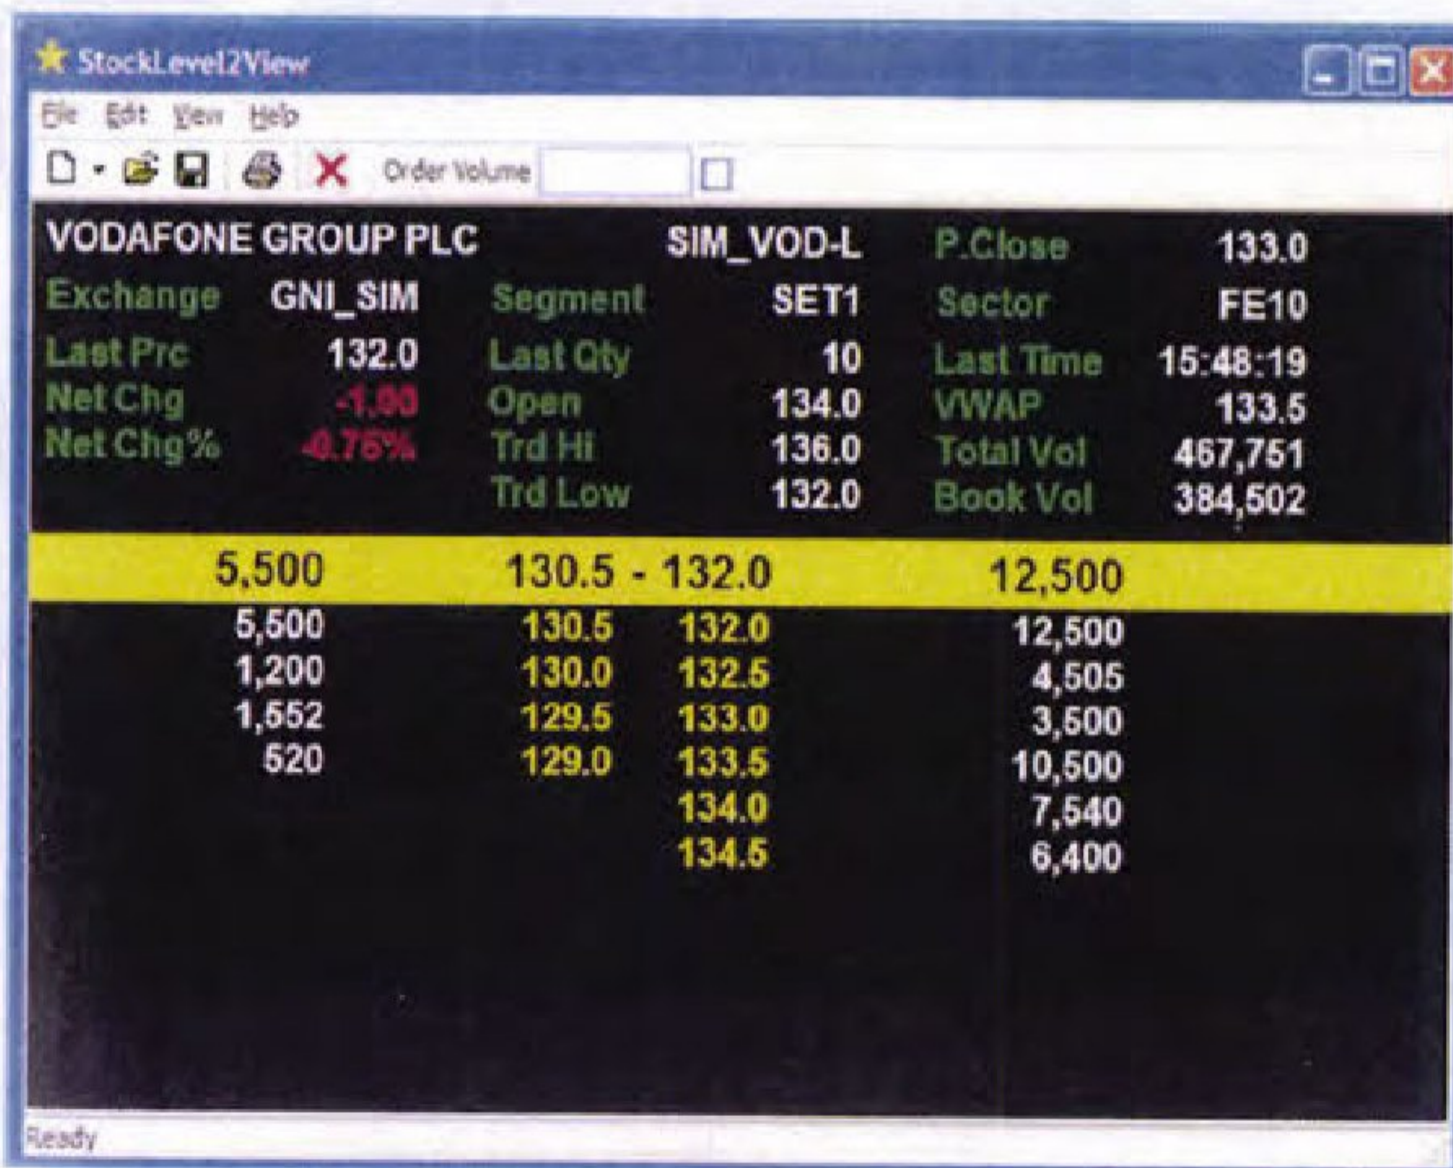 StockLevel2View
File Edit View Help
Order Volume
VODAFONE GROUP PLC SIM_VOD-L P.Close 133.0
Exchange GNI_SIM Segment SET1 Sector FE10
Last Prc 132.0 Last Qty 10 Last Time 15:48:19
Net Chg -1.00 Open 134.0 VWAP 133.5
Net Chg% -0.75% Trd Hi 136.0 Total Vol 467,751
Trd Low 132.0 Book Vol 384,502
5,500 130.5 - 132.0 12,500
5,500 130.5 132.0 12,500
1,200 130.0 132.5 4,505
1,552 129.5 133.0 3,500
520 129.0 133.5 10,500
134.0 7,540
134.5 6,400
Ready